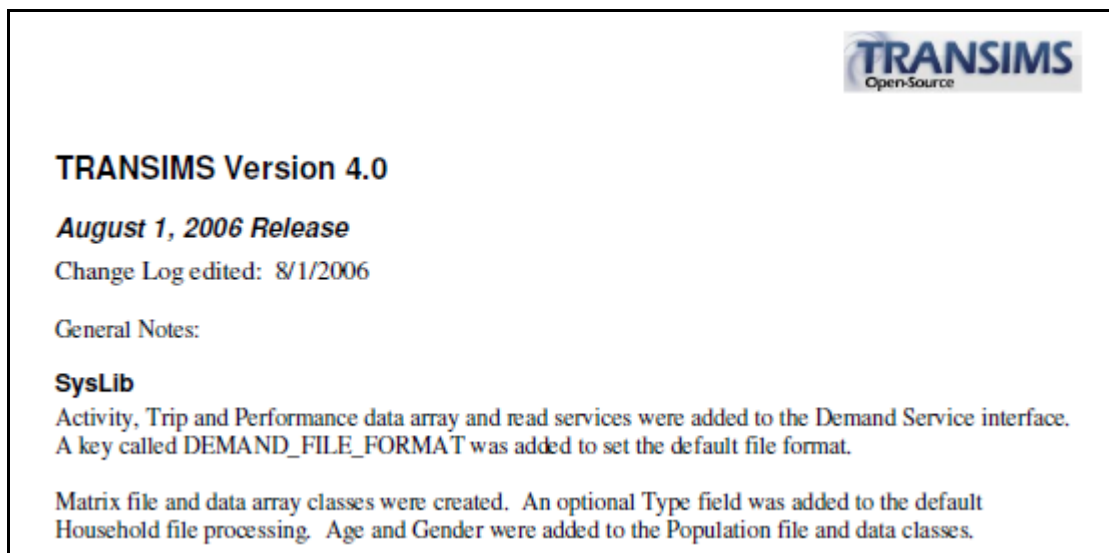 TRANSIMS
Open-Source
TRANSIMS Version 4.0
August 1, 2006 Release
Change Log edited: 8/1/2006
General Notes:
SysLib
Activity, Trip and Performance data array and read services were added to the Demand Service interface.
A key called DEMAND_FILE_FORMAT was added to set the default file format.
Matrix file and data array classes were created. An optional Type field was added to the default
Household file processing. Age and Gender were added to the Population file and data classes.